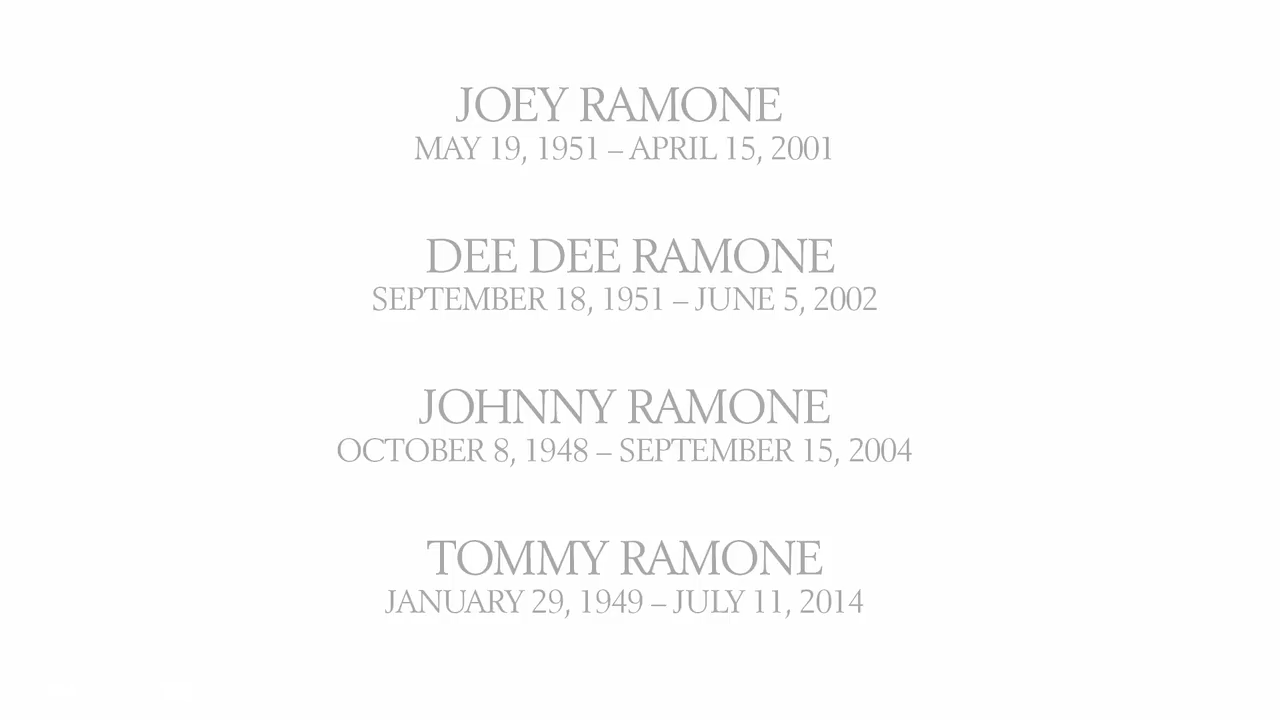 JOEY RAMONE
MAY 19, 1951 – APRIL 15, 2001
DEE DEE RAMONE
SEPTEMBER 18, 1951 – JUNE 5, 2002
JOHNNY RAMONE
OCTOBER 8, 1948 – SEPTEMBER 15, 2004
TOMMY RAMONE
JANUARY 29, 1949 – JULY 11, 2014